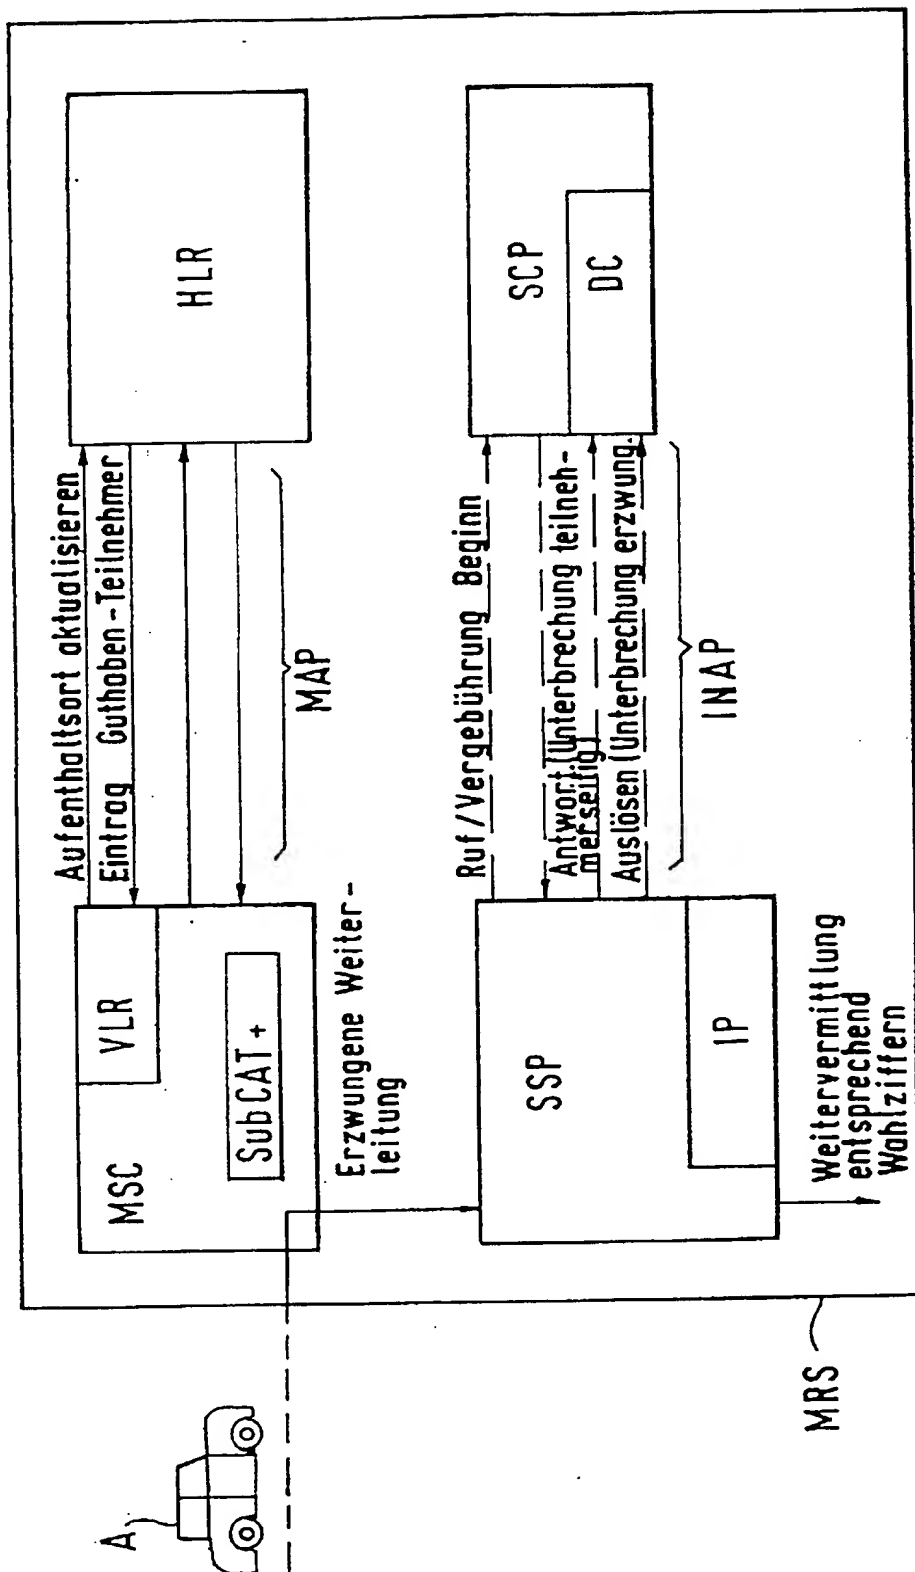 A
MSC
VLR
SubCAT+
Aufenthaltsort aktualisieren
Eintrag Guthaben-Teilnehmer
MAP
HLR
Erzwungene Weiter-
leitung
SSP
IP
Ruf/Vergebührung Beginn
Antwort(Unterbrechung teilneh-
merseitig)
Auslösen(Unterbrechung erzwung.
INAP
SCP
DC
Weitervermittlung
entsprechend
Wahlziffern
MRS